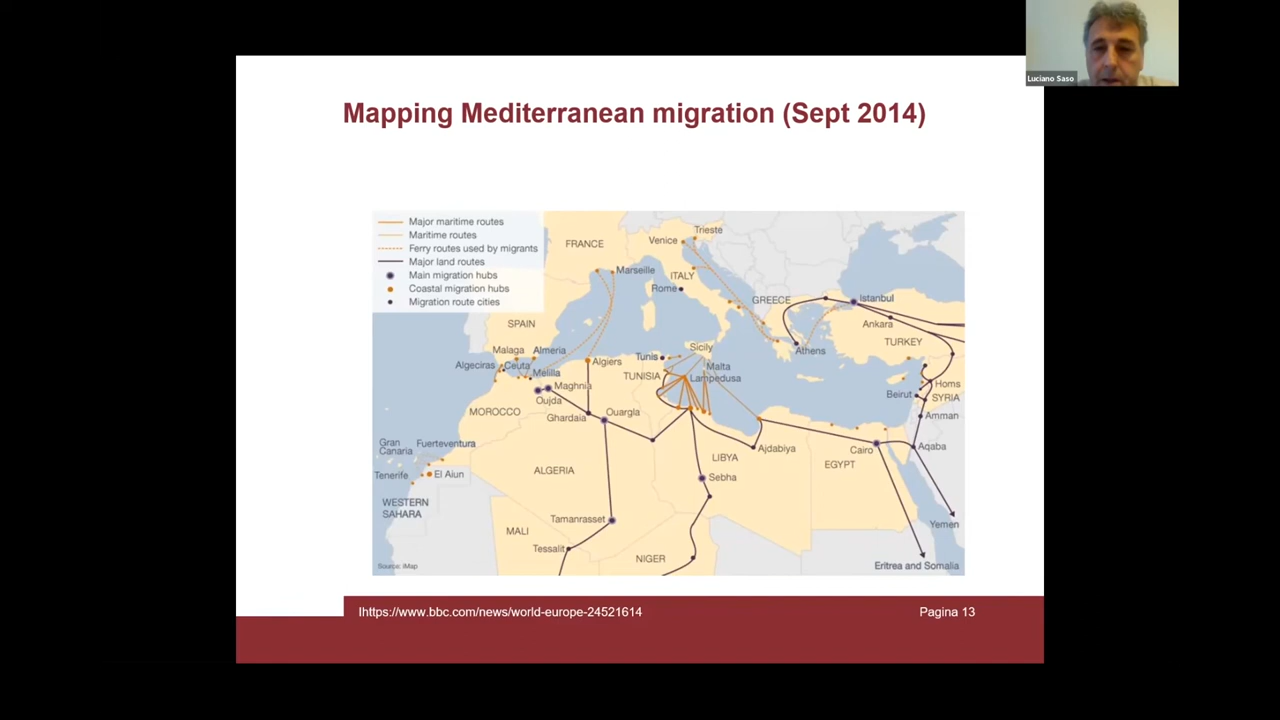 Luciano Saso
Mapping Mediterranean migration (Sept 2014)
Major maritime routes
Maritime routes
Ferry routes used by migrants
Major land routes
Main migration hubs
Coastal migration hubs
Migration route cities
Trieste
Venice
FRANCE
Marseille
ITALY
Rome
GREECE
Istanbul
Ankara
SPAIN
TURKEY
Malaga
Almeria
Sicily
Athens
Algeciras
Ceuta
Algiers
Tunis
Malta
Melilla
TUNISIA
Lampedusa
Maghnia
Homs
Oujda
Beirut
SYRIA
MOROCCO
Ghardaia
Ouargla
Amman
Gran
Canaria
Fuerteventura
Ajdabiya
Cairo
Aqaba
LIBYA
EGYPT
Tenerife
El Aiun
ALGERIA
Sebha
WESTERN
SAHARA
Tamanrasset
Yemen
MALI
Tessalit
NIGER
Eritrea and Somalia
Source: iMap
Ihttps://www.bbc.com/news/world-europe-24521614
Pagina 13